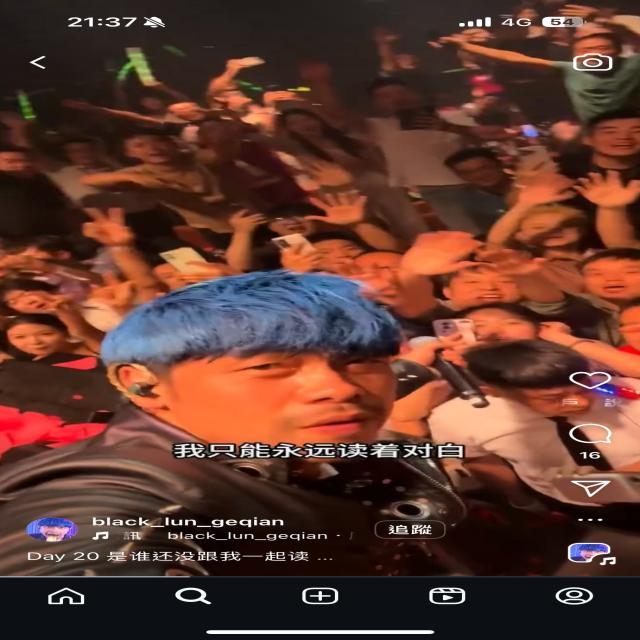 21:37
4G 54
16
我只能永远读着对白
black_lun_geqian
訊 black_lun_geqian
追蹤
Day 20 是谁还没跟我一起读 ...